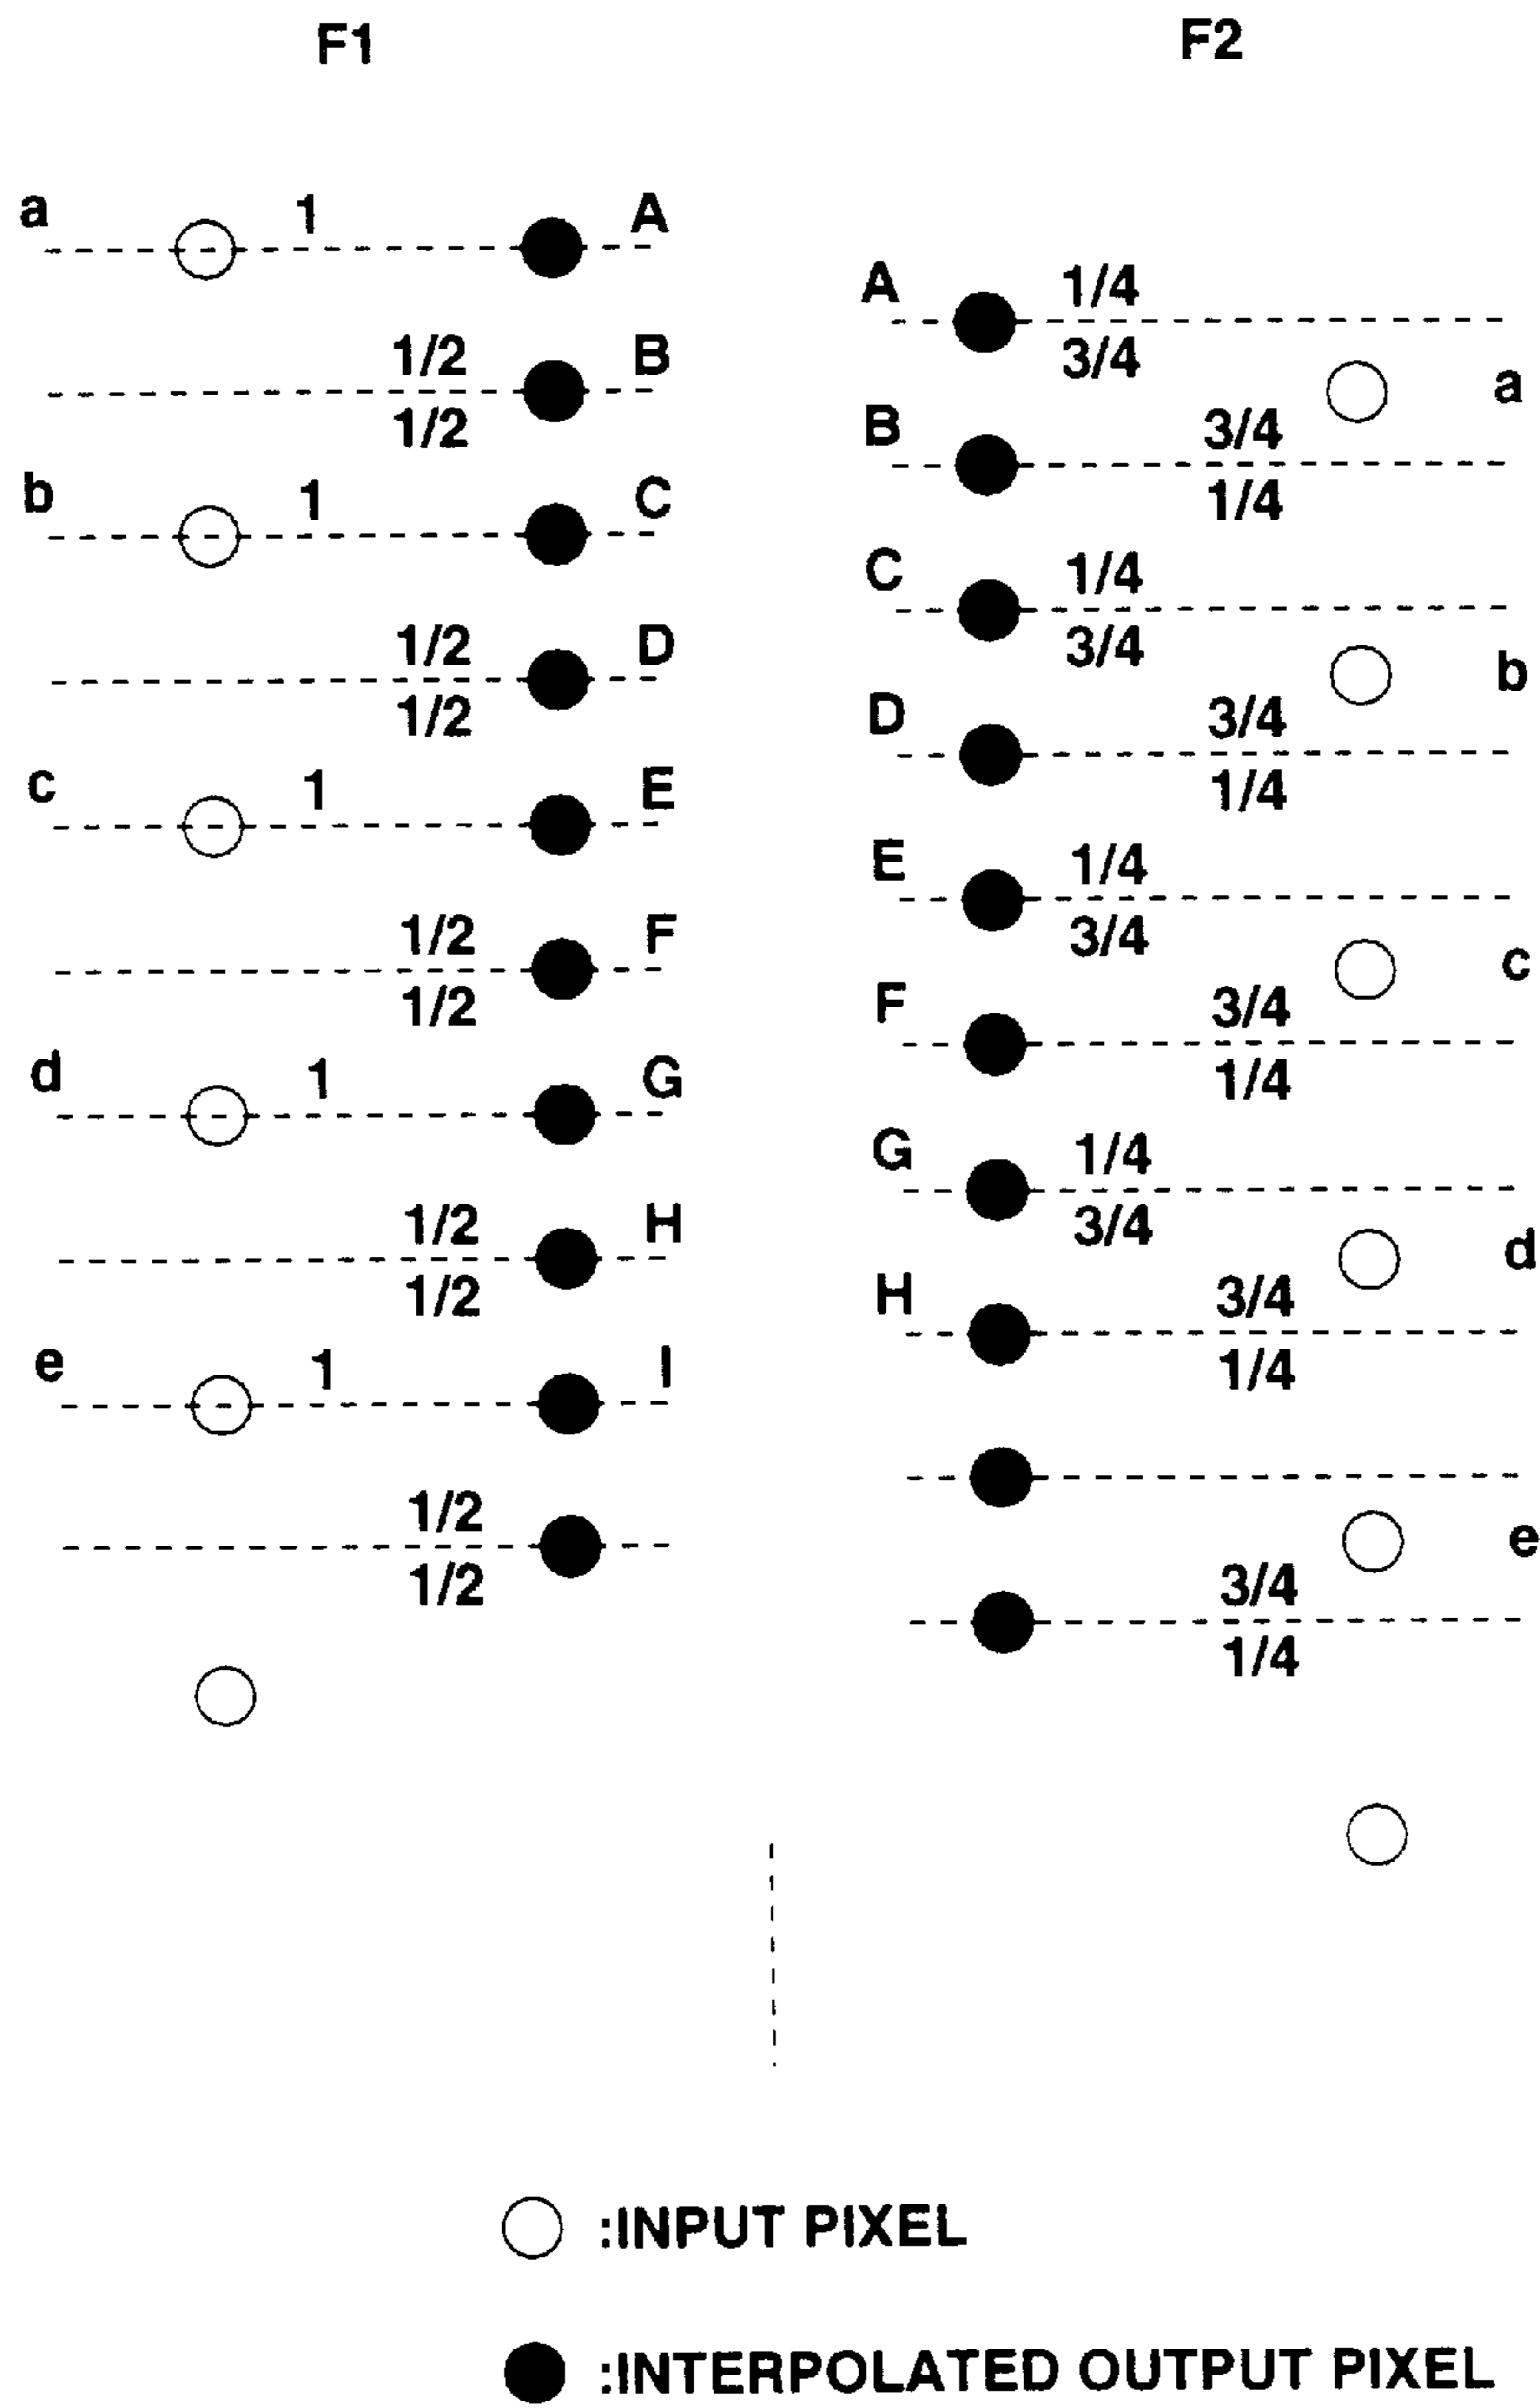 F1
a 1 A
1/2 B
1/2
b 1 C
1/2 D
1/2
c 1 E
1/2 F
1/2
d 1 G
1/2 H
1/2
e 1 I
1/2
1/2
F2
A 1/4
3/4
a
B 3/4
1/4
C 1/4
3/4
b
D 3/4
1/4
E 1/4
3/4
c
F 3/4
1/4
G 1/4
3/4
d
H 3/4
1/4
e
3/4
1/4
:INPUT PIXEL
:INTERPOLATED OUTPUT PIXEL